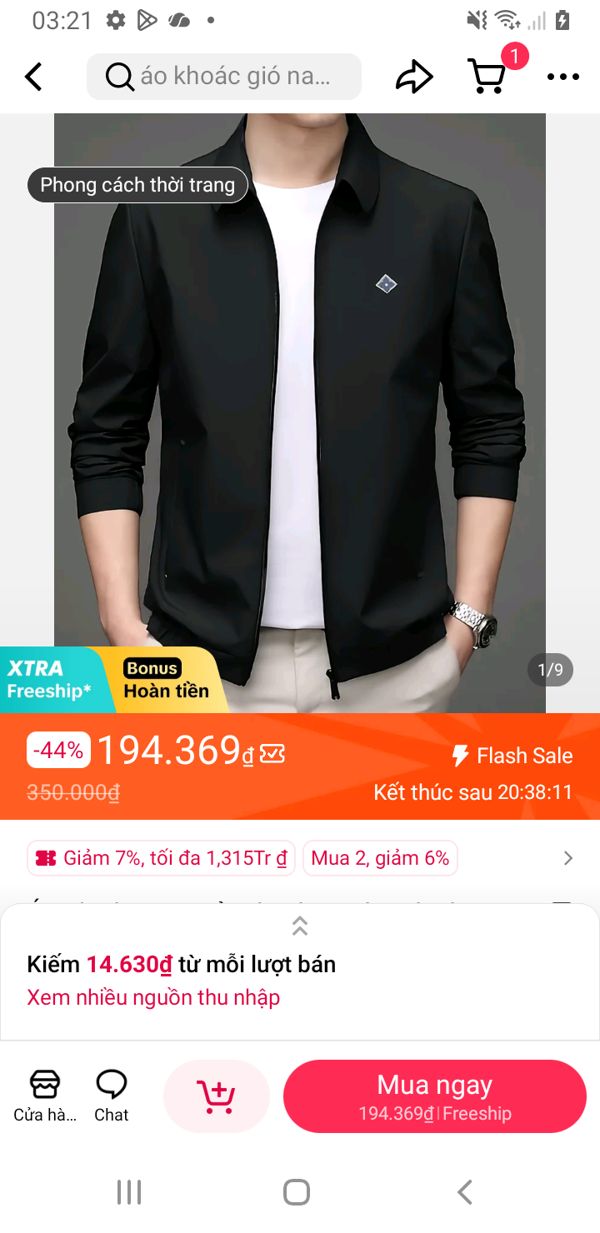 03:21
áo khoác gió na...
1
Phong cách thời trang
XTRA
Freeship*
Bonus
Hoàn tiền
1/9
-44% 194.369₫
Flash Sale
350.000₫
Kết thúc sau 20:38:11
Giảm 7%, tối đa 1,315Tr ₫
Mua 2, giảm 6%
Kiếm 14.630₫ từ mỗi lượt bán
Xem nhiều nguồn thu nhập
Cửa hà...
Chat
Mua ngay
194.369₫|Freeship